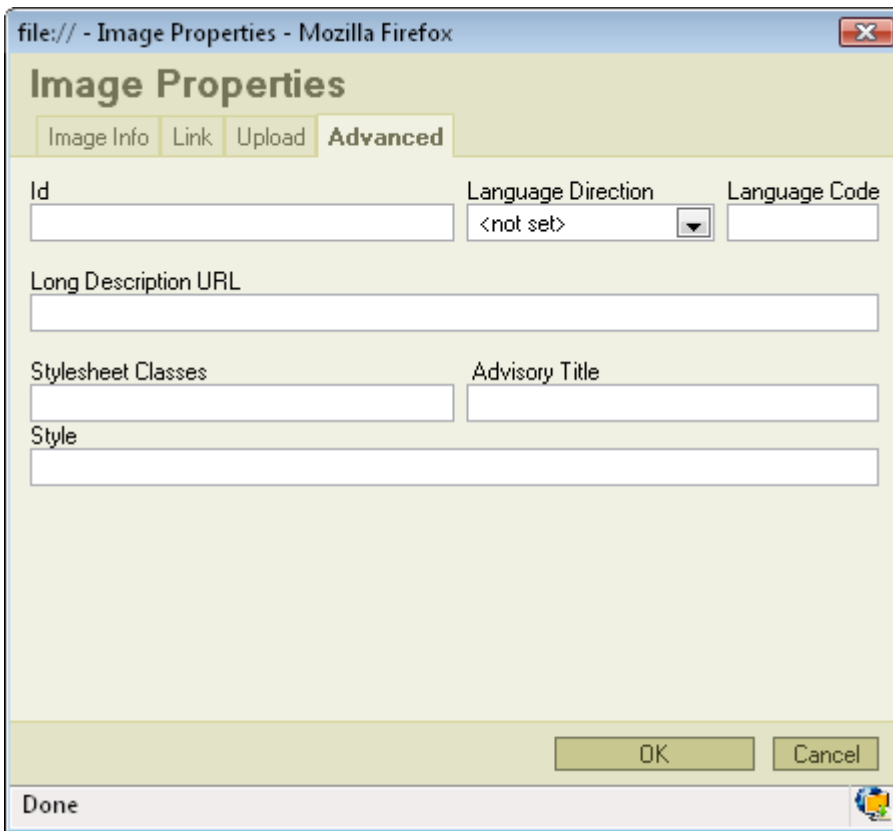 file:// - Image Properties - Mozilla Firefox
Image Properties
Image Info Link Upload Advanced
Id Language Direction Language Code
<not set>
Long Description URL
Stylesheet Classes Advisory Title
Style
OK Cancel
Done